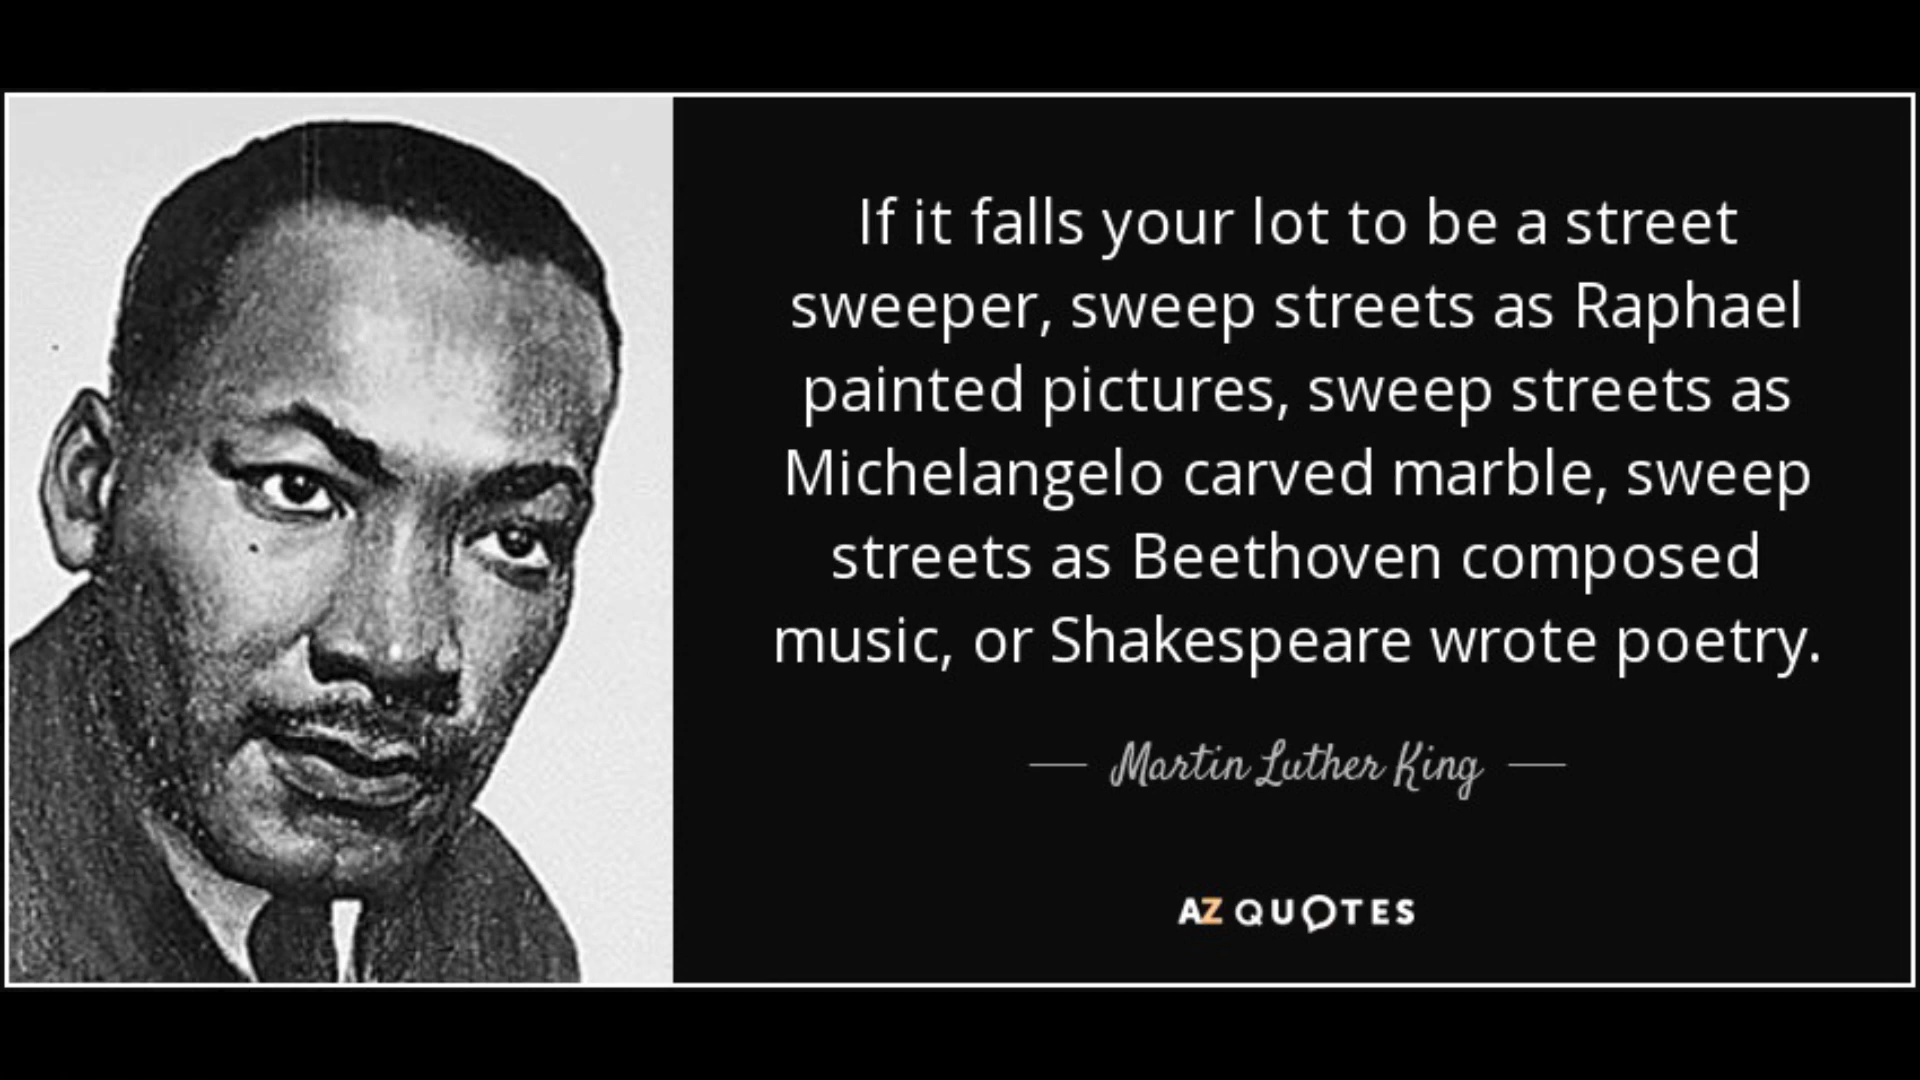 If it falls your lot to be a street
sweeper, sweep streets as Raphael
painted pictures, sweep streets as
Michelangelo carved marble, sweep
streets as Beethoven composed
music, or Shakespeare wrote poetry.
Martin Luther King
AZ QUOTES